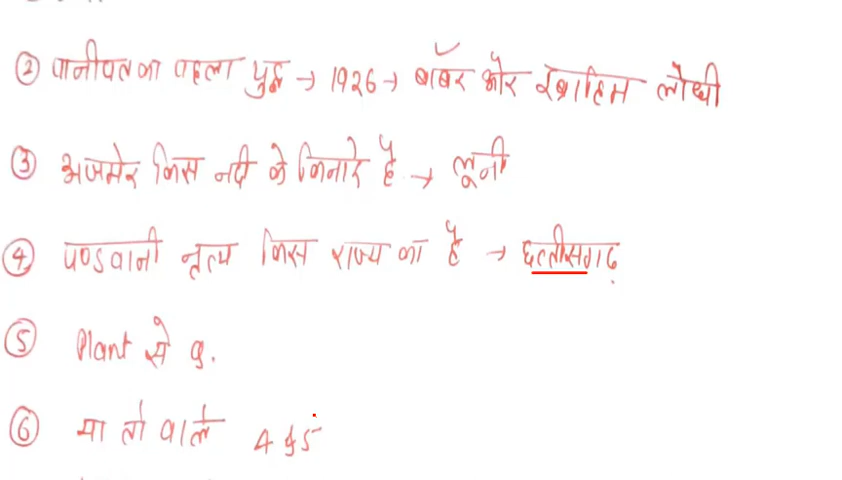 ② पानीपत का पहला युद्ध → 1926 → बाबर और इब्राहिम लोधी
③ अजमेर किस नदी के किनारे है → लूनी
④ पण्डवानी नृत्य किस राज्य का है → छत्तीसगढ़
⑤ Plant से q.
⑥ या तो वाले 4 से 5